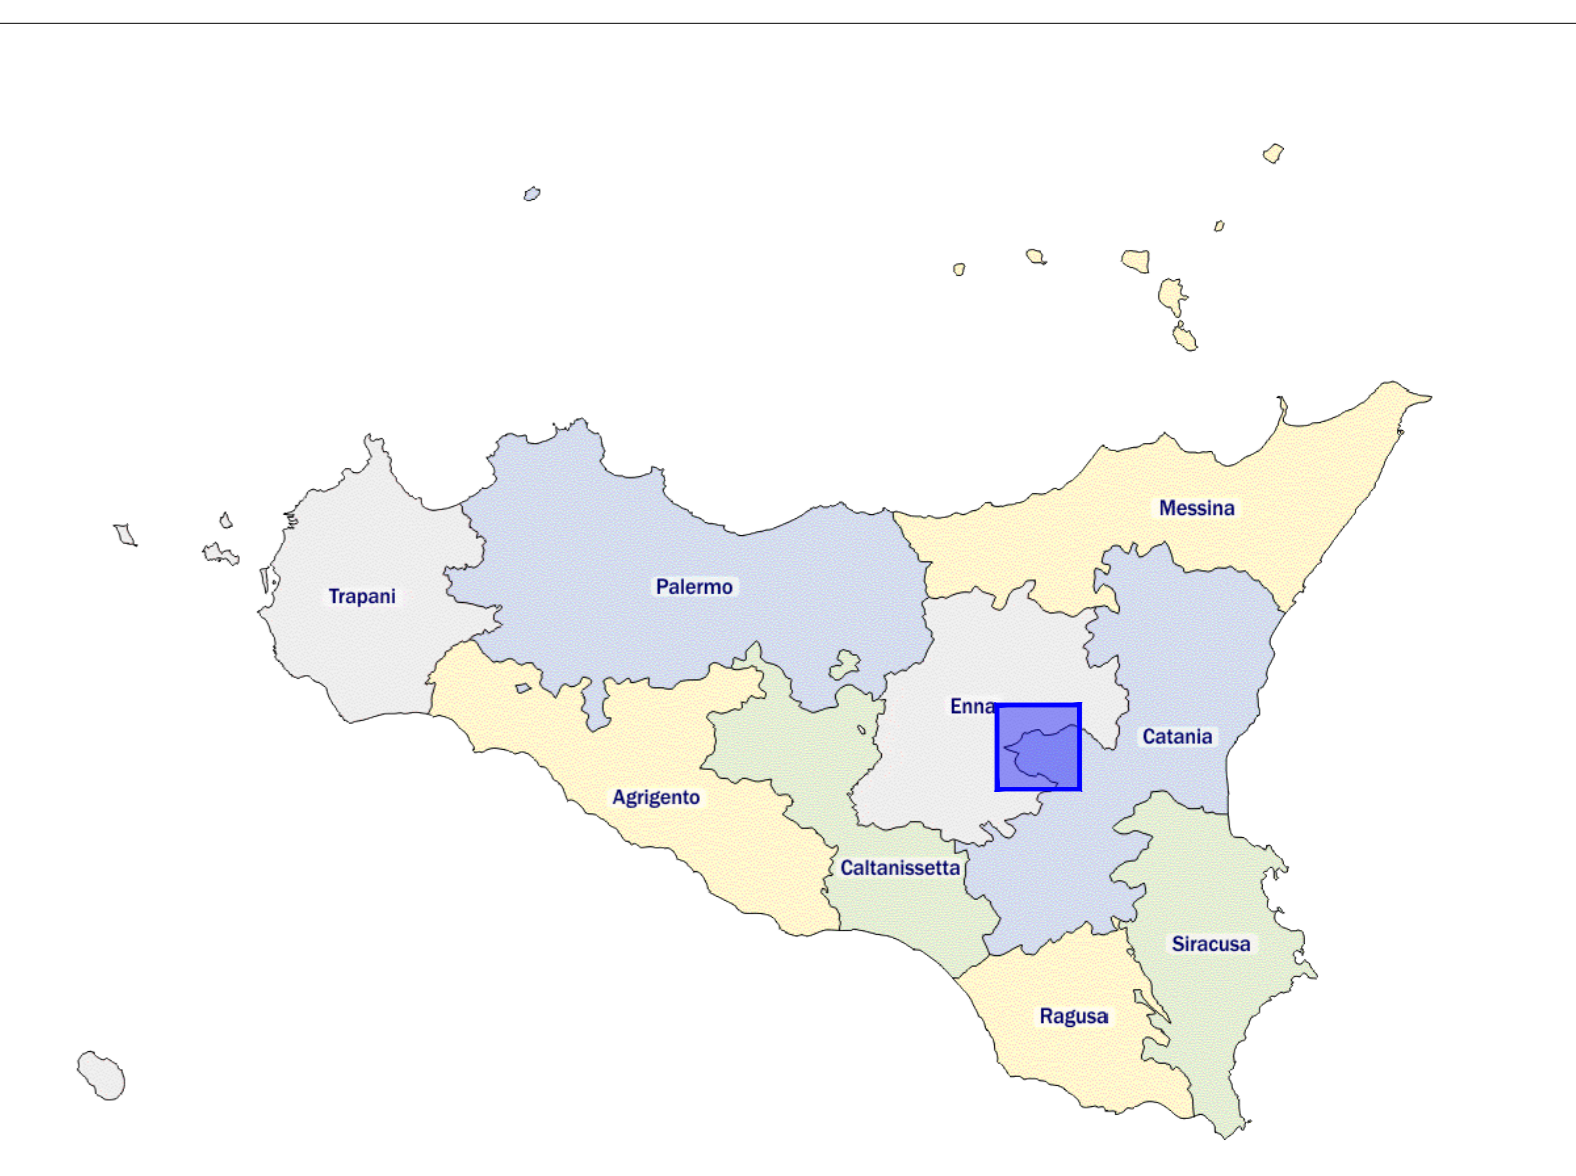 Messina
Palermo
Trapani
Enna
Catania
Agrigento
Caltanissetta
Siracusa
Ragusa